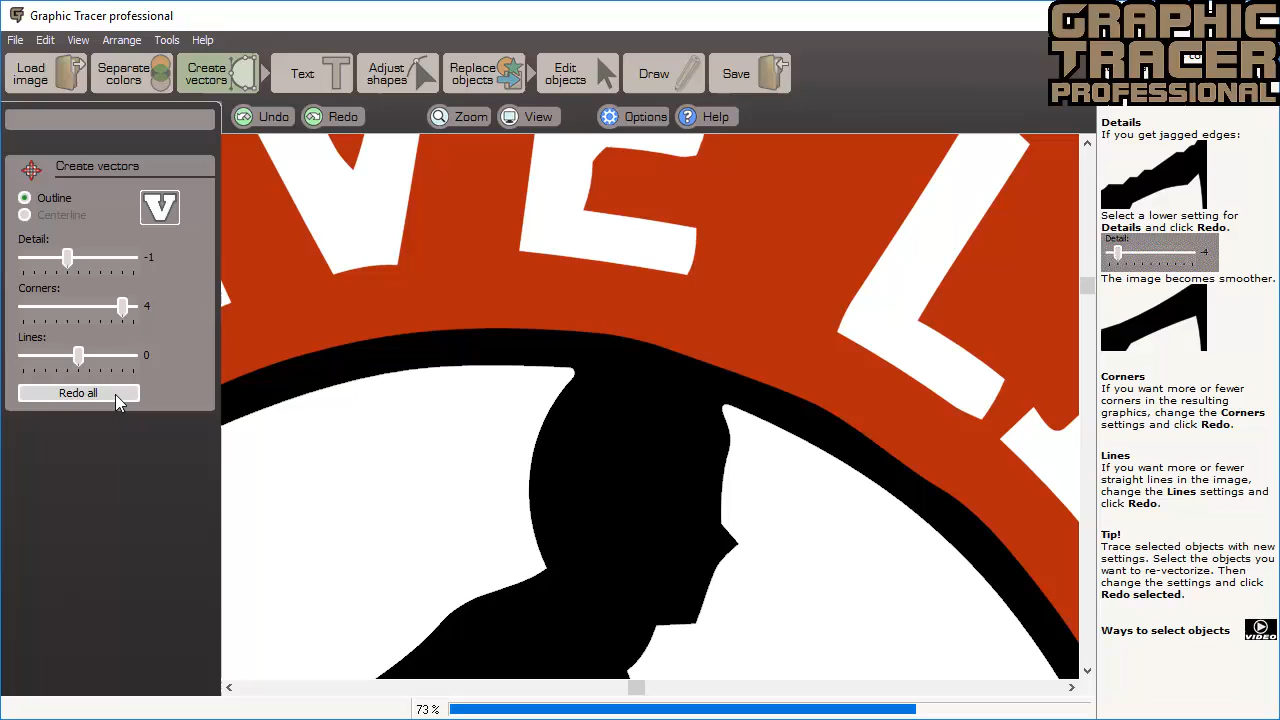 Graphic Tracer professional
GRAPHIC
TRACER
PROFESSIONAL
File Edit View Arrange Tools Help
Load image
Separate colors
Create vectors
Text
Adjust shapes
Replace objects
Edit objects
Draw
Save
Undo Redo Zoom View Options Help
Create vectors
Outline
V
Centerline
Detail:
-1
Corners:
4
Lines:
0
Redo all
VE
Details
If you get jagged edges:
Select a lower setting for
Details and click Redo.
Detail:
-4
The image becomes smoother.
Corners
If you want more or fewer
corners in the resulting
graphics, change the Corners
settings and click Redo.
Lines
If you want more or fewer
straight lines in the image,
change the Lines settings and
click Redo.
Tip!
Trace selected objects with new
settings. Select the objects you
want to re-vectorize. Then
change the settings and click
Redo selected.
Ways to select objects
VIDEO
73 %